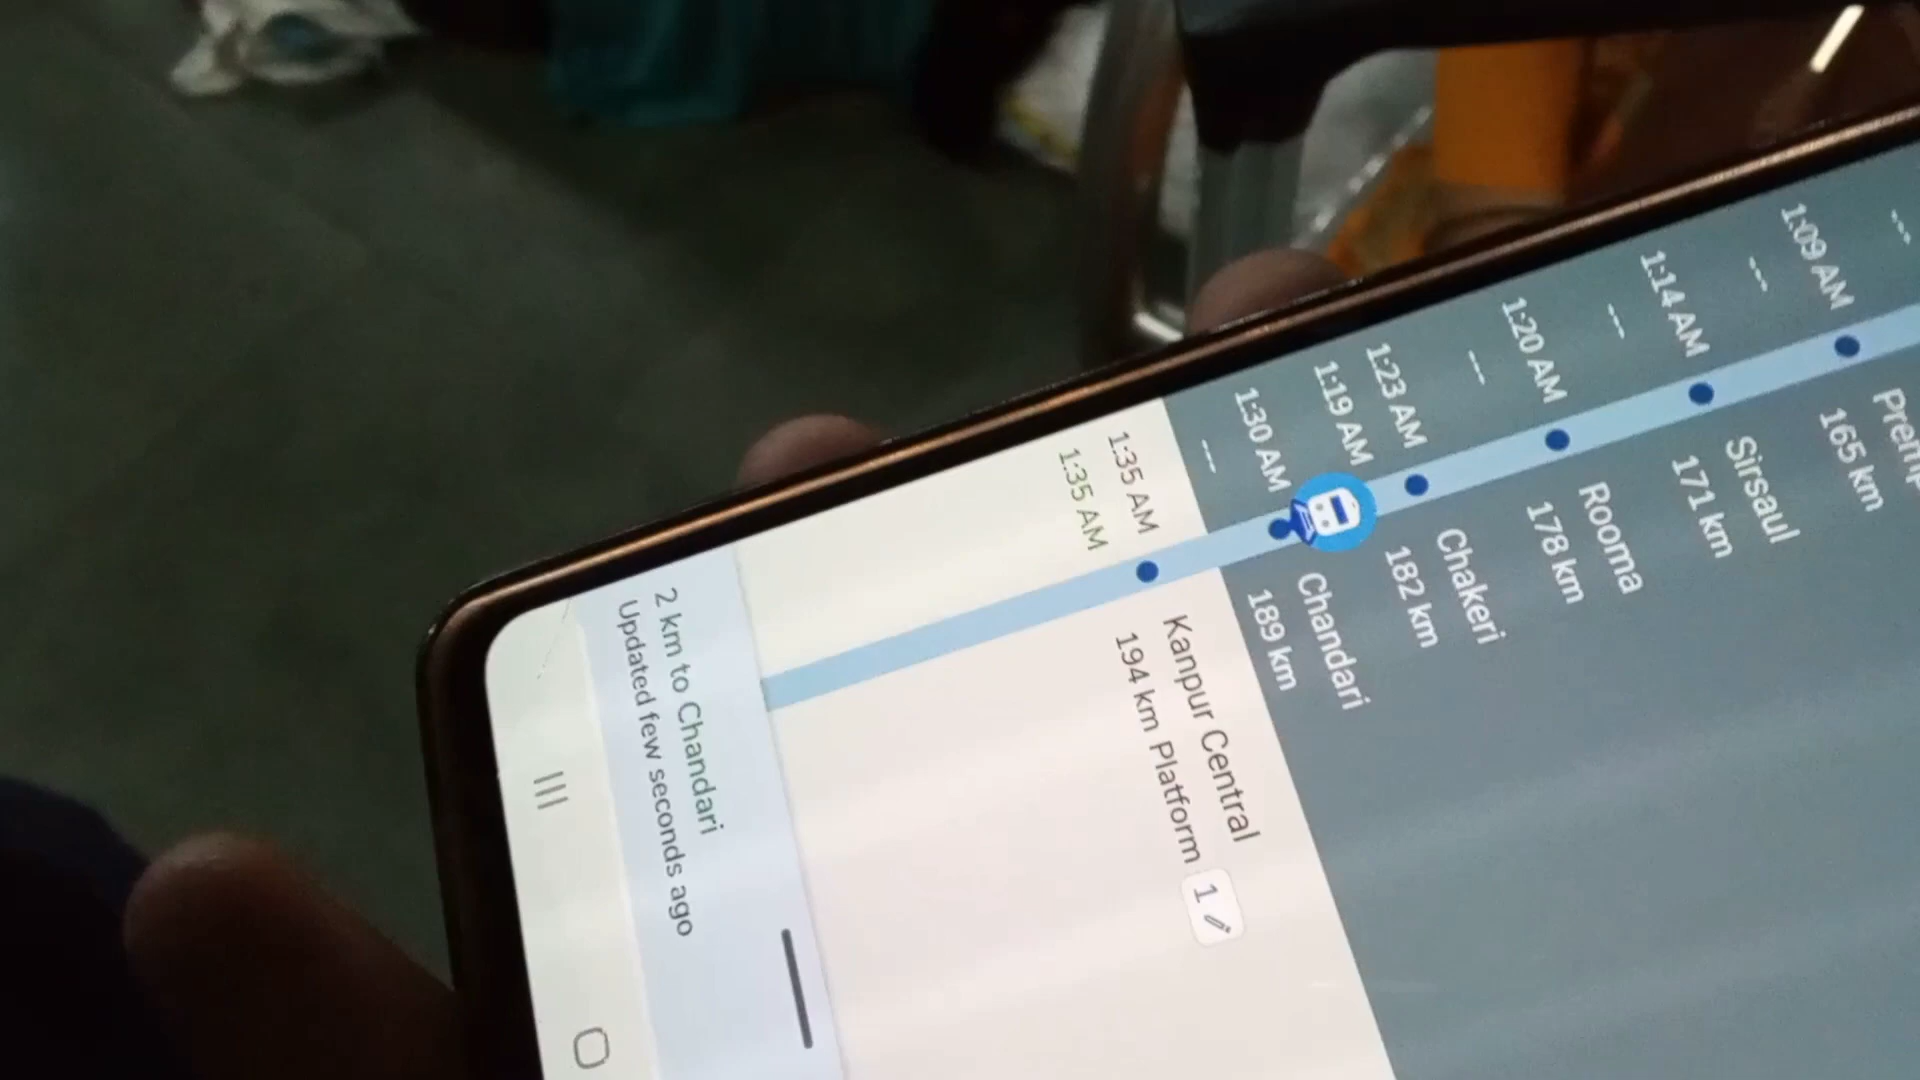 ---
1:09 AM
---
Premp
165 km
1:14 AM
---
Sirsaul
171 km
1:20 AM
---
Rooma
178 km
1:23 AM
1:19 AM
Chakeri
182 km
1:30 AM
---
Chandari
189 km
1:35 AM
1:35 AM
Kanpur Central
194 km Platform 1
2 km to Chandari
Updated few seconds ago